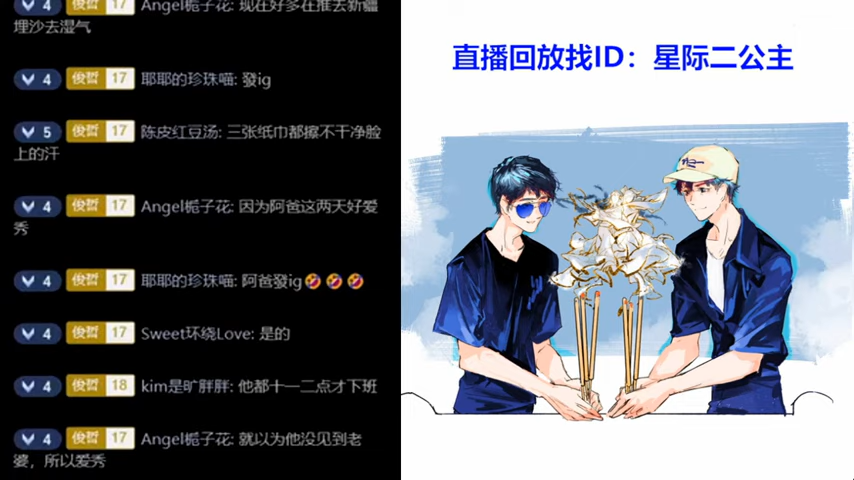 4 俊哲 17 Angel栀子花: 现在好多在推去新疆
埋沙去湿气
4 俊哲 17 耶耶的珍珠喵: 發ig
5 俊哲 17 陈皮红豆汤: 三张纸巾都擦不干净脸
上的汗
4 俊哲 17 Angel栀子花: 因为阿爸这两天好爱
秀
4 俊哲 17 耶耶的珍珠喵: 阿爸發ig🤣🤣🤣
4 俊哲 17 Sweet环绕Love: 是的
4 俊哲 18 kim是旷胖胖: 他都十一二点才下班
4 俊哲 17 Angel栀子花: 就以为他没见到老
婆，所以爱秀
直播回放找ID：星际二公主